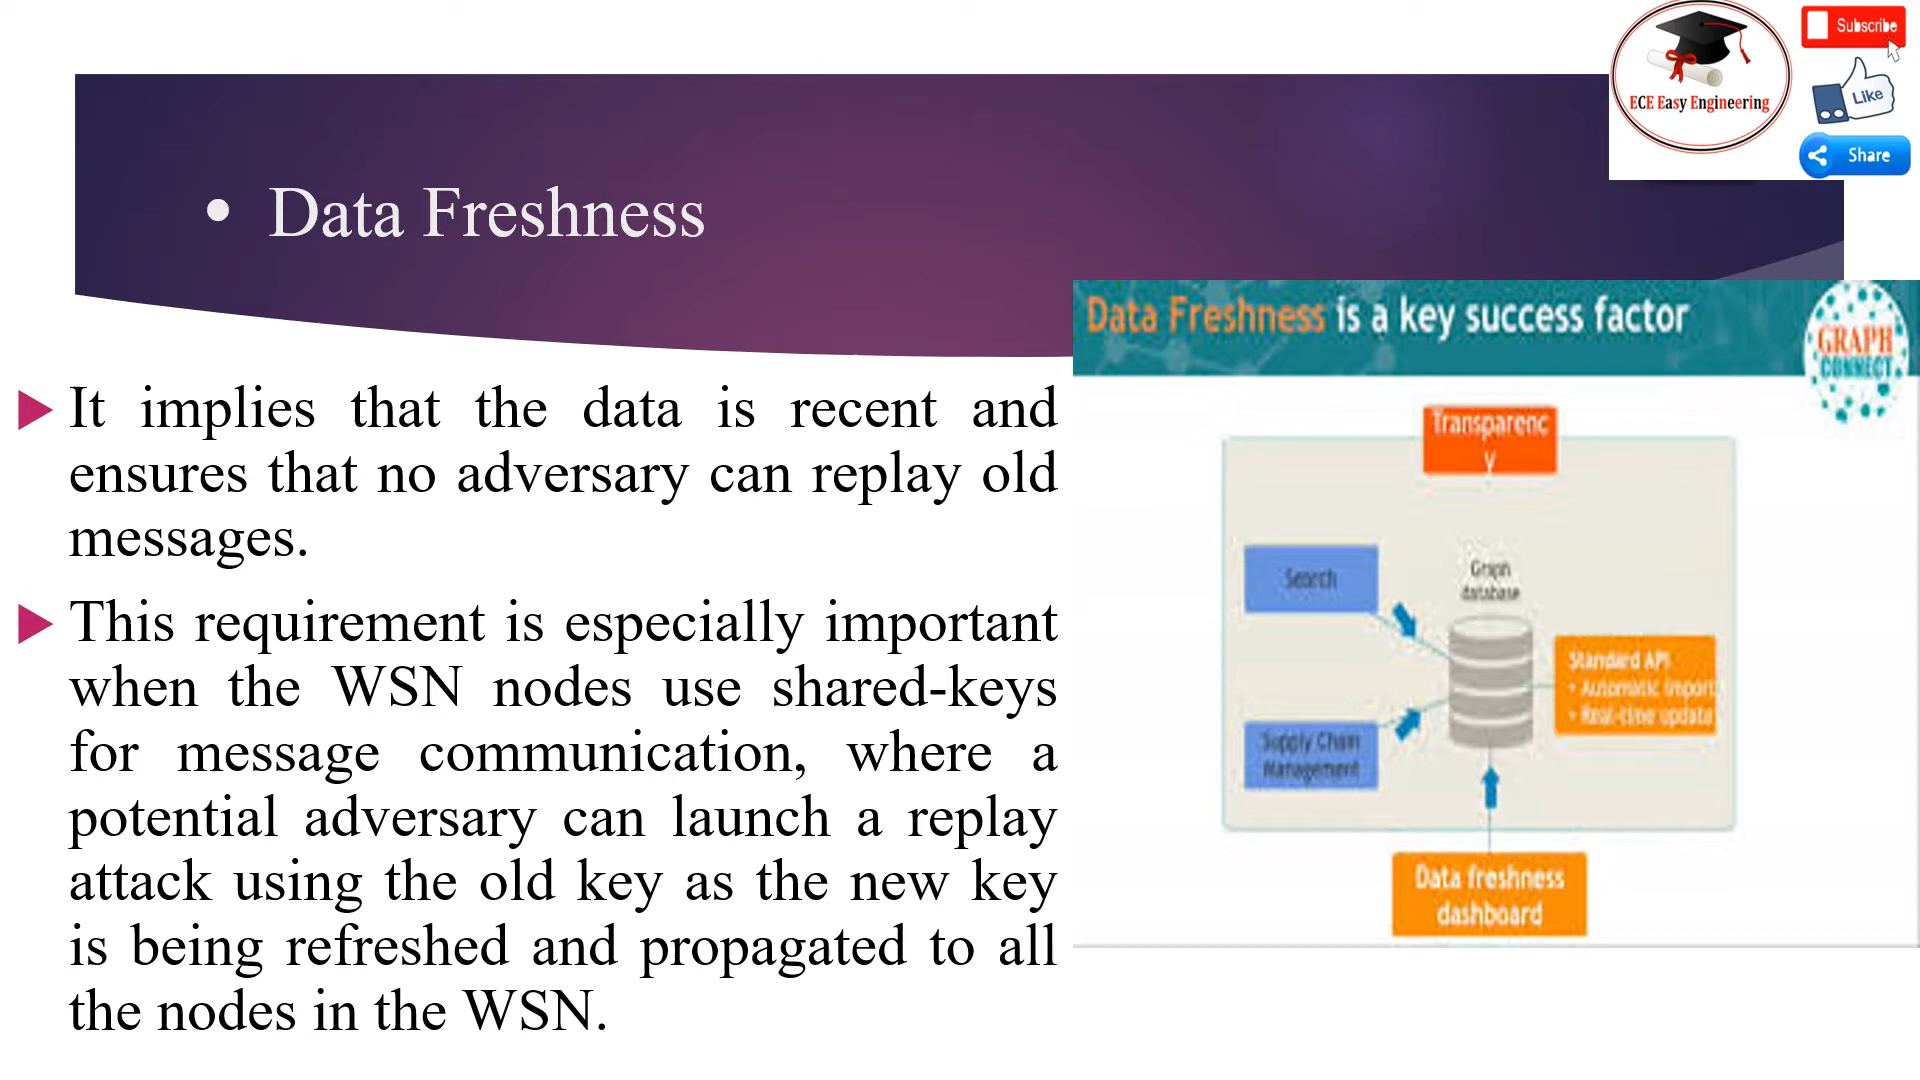 ECE Easy Engineering
Subscribe
Like
Share
• Data Freshness
It implies that the data is recent and
ensures that no adversary can replay old
messages.
This requirement is especially important
when the WSN nodes use shared-keys
for message communication, where a
potential adversary can launch a replay
attack using the old key as the new key
is being refreshed and propagated to all
the nodes in the WSN.
Data Freshness is a key success factor
GRAPH
CONNECT
Transparenc
y
Search
Graph
database
Standard API
• Automatic import
• Real-time update
Supply Chain
Management
Data freshness
dashboard